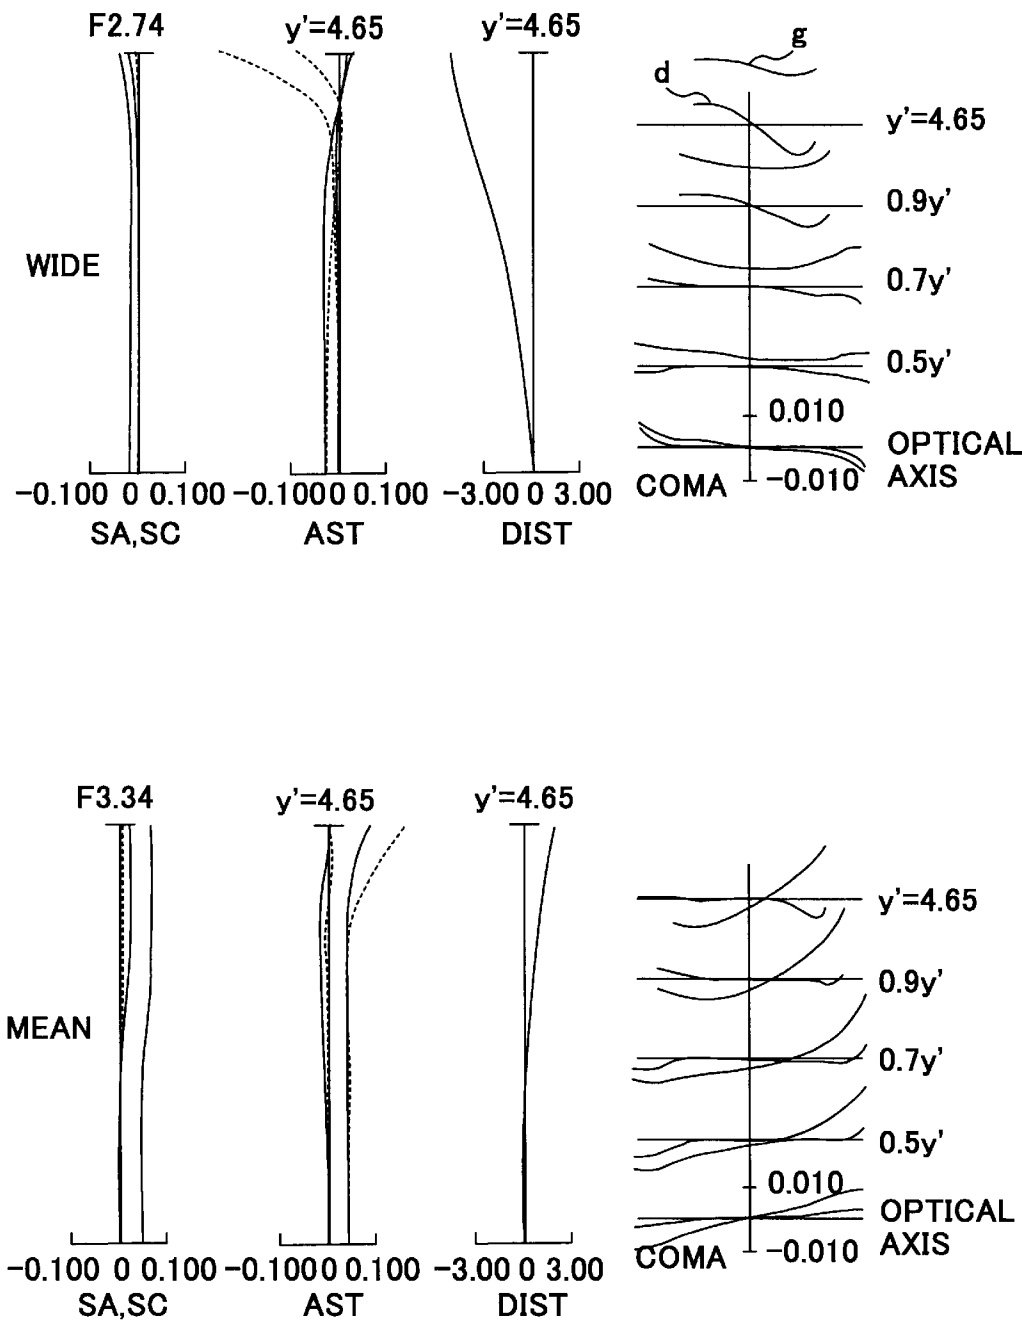 F2.74
y'=4.65
y'=4.65
g
d
y'=4.65
0.9y'
WIDE
0.7y'
0.5y'
0.010
OPTICAL
AXIS
-0.010
COMA
-0.100 0 0.100
-0.100 0 0.100
-3.00 0 3.00
SA,SC
AST
DIST
F3.34
y'=4.65
y'=4.65
y'=4.65
0.9y'
MEAN
0.7y'
0.5y'
0.010
OPTICAL
AXIS
-0.010
COMA
-0.100 0 0.100
-0.100 0 0.100
-3.00 0 3.00
SA,SC
AST
DIST